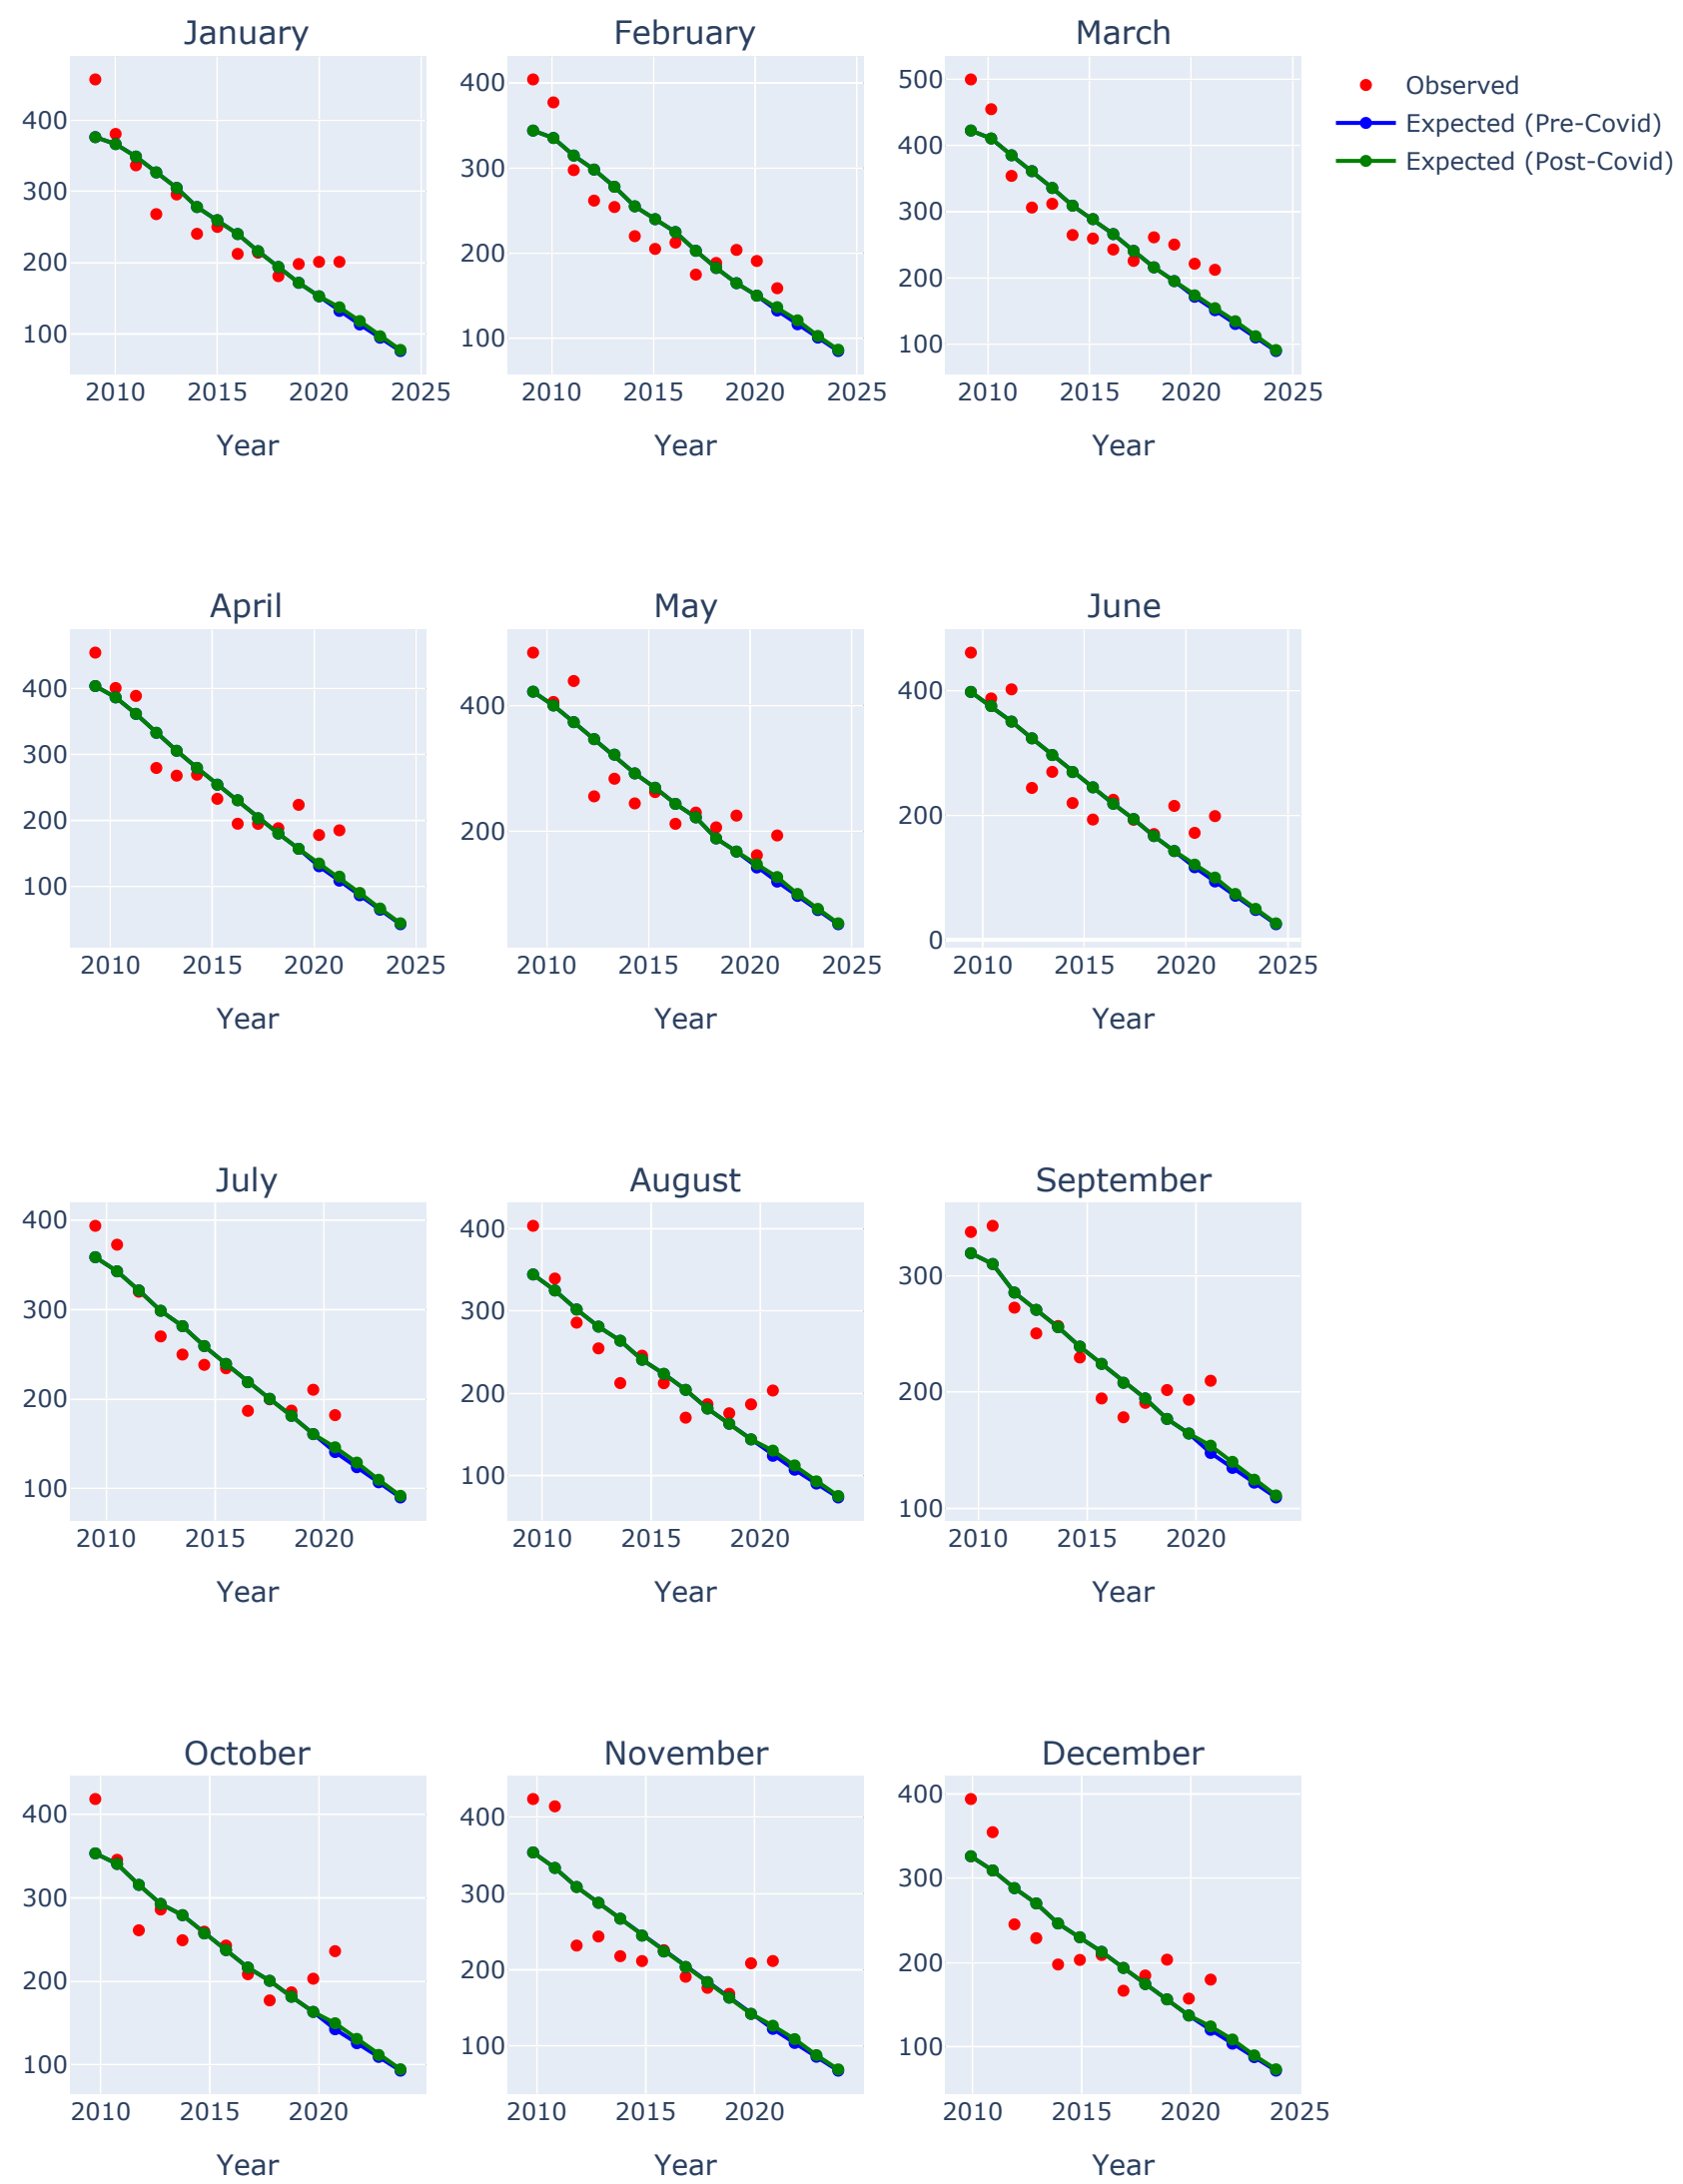 January February March
400
300
200
100
2010 2015 2020 2025
Year
400
300
200
100
2010 2015 2020 2025
Year
500
400
300
200
100
2010 2015 2020 2025
Year
Observed
Expected (Pre-Covid)
Expected (Post-Covid)
April May June
400
300
200
100
2010 2015 2020 2025
Year
400
200
2010 2015 2020 2025
Year
400
200
0
2010 2015 2020 2025
Year
July August September
400
300
200
100
2010 2015 2020
Year
400
300
200
100
2010 2015 2020
Year
300
200
100
2010 2015 2020
Year
October November December
400
300
200
100
2010 2015 2020
Year
400
300
200
100
2010 2015 2020
Year
400
300
200
100
2010 2015 2020 2025
Year